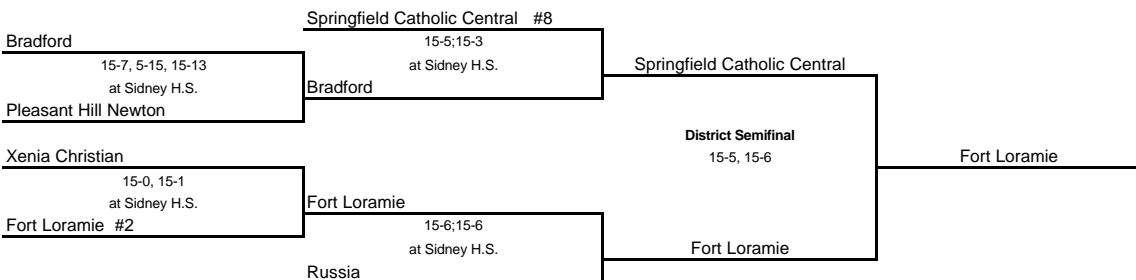 Springfield Catholic Central #8
Bradford
15-5;15-3
15-7, 5-15, 15-13
at Sidney H.S.
Springfield Catholic Central
at Sidney H.S.
Bradford
Pleasant Hill Newton
District Semifinal
Xenia Christian
15-5, 15-6
Fort Loramie
15-0, 15-1
at Sidney H.S.
Fort Loramie
Fort Loramie #2
15-6;15-6
at Sidney H.S.
Fort Loramie
Russia